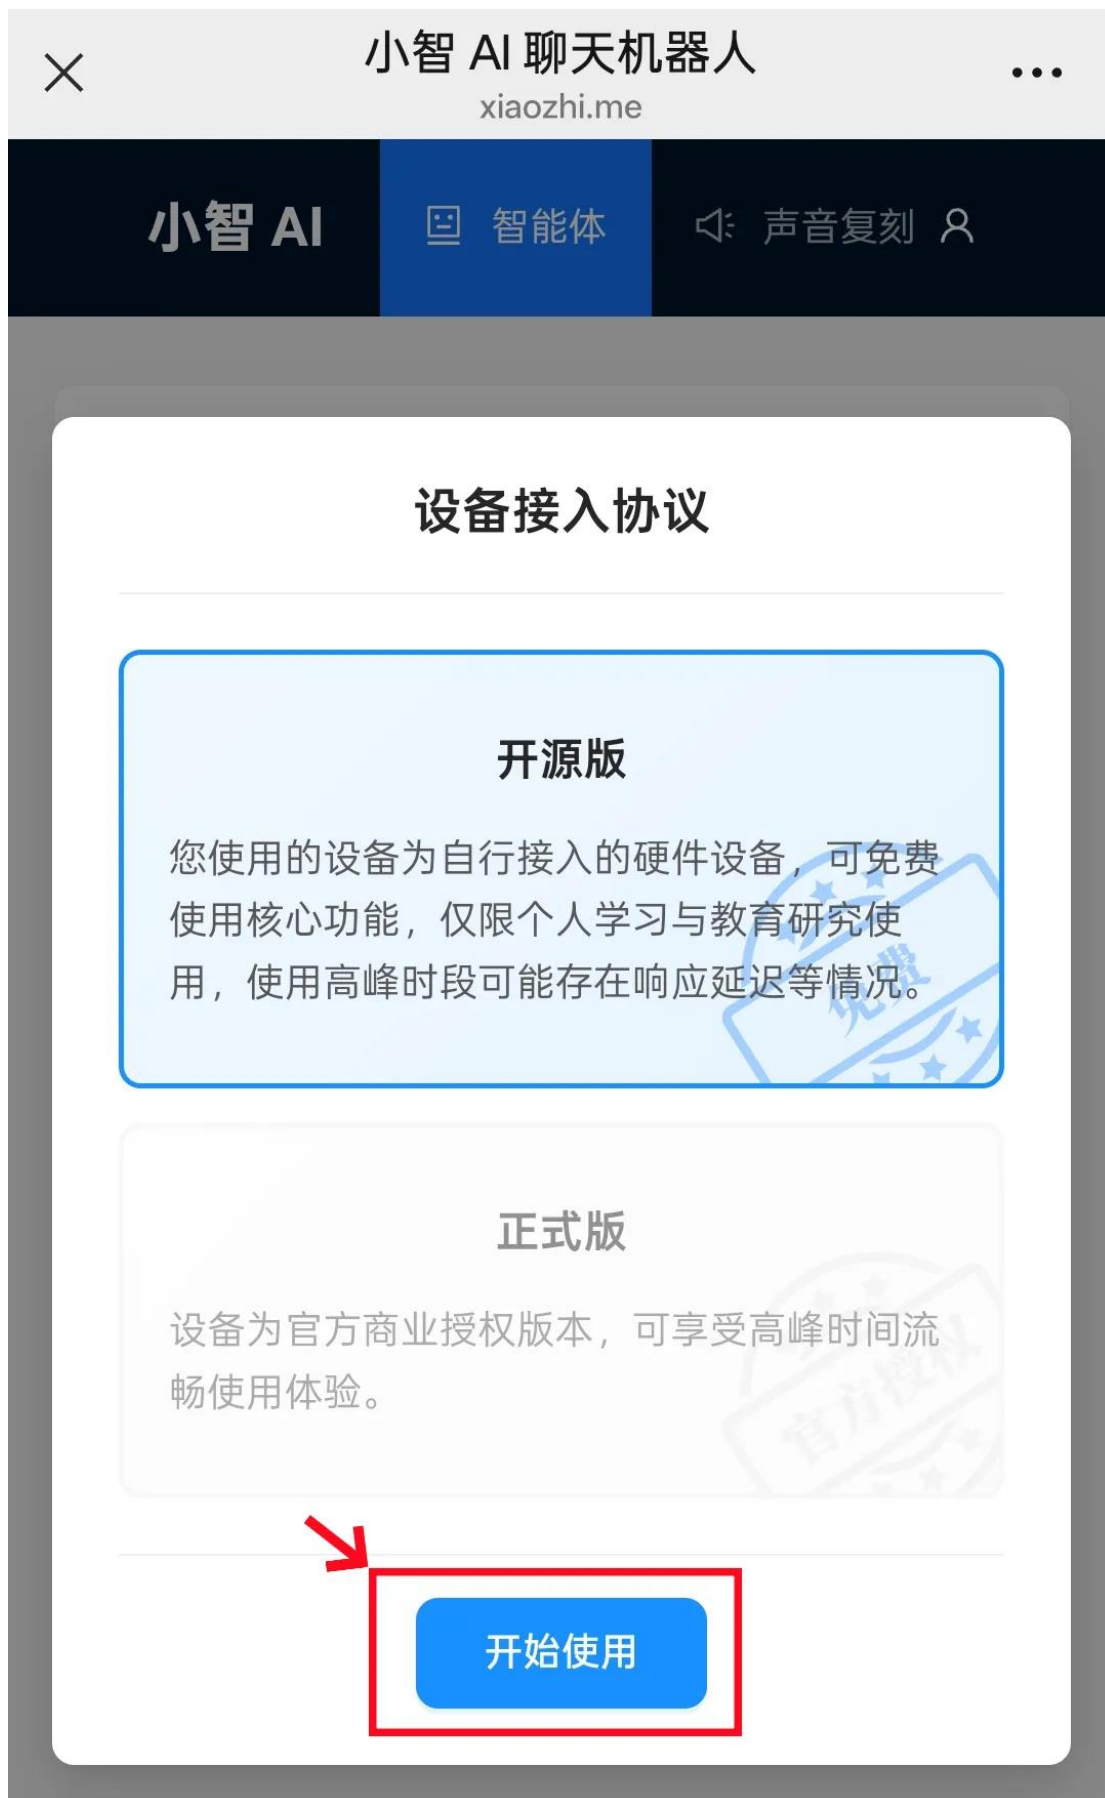 小智 AI 聊天机器人
xiaozhi.me
小智 AI 智能体 声音复刻
设备接入协议
开源版
您使用的设备为自行接入的硬件设备，可免费
使用核心功能，仅限个人学习与教育研究使
用，使用高峰时段可能存在响应延迟等情况。
免费
正式版
设备为官方商业授权版本，可享受高峰时间流
畅使用体验。
官方授权
开始使用